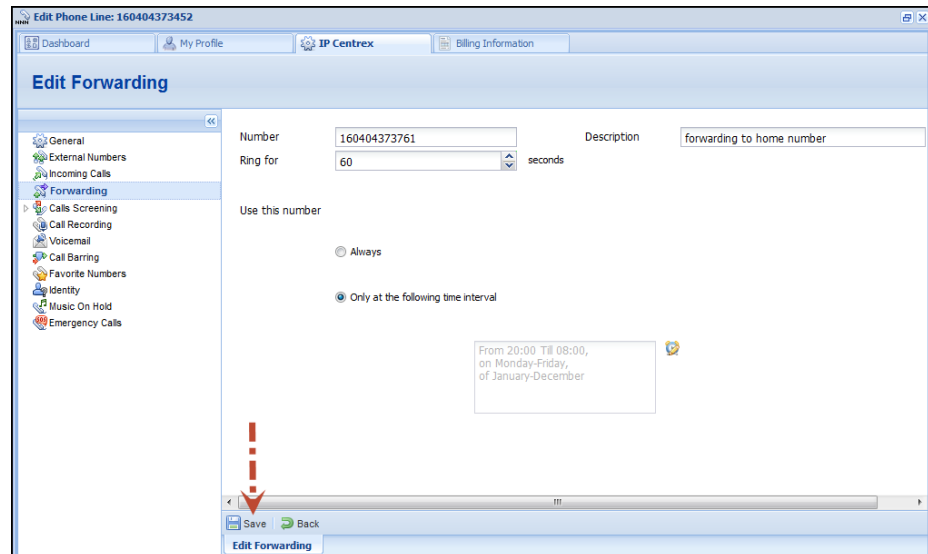 Edit Phone Line: 160404373452
Dashboard My Profile IP Centrex Billing Information
Edit Forwarding
General
External Numbers
Incoming Calls
Forwarding
Calls Screening
Call Recording
Voicemail
Call Barring
Favorite Numbers
Identity
Music On Hold
Emergency Calls
Number 160404373761 Description forwarding to home number
Ring for 60 seconds
Use this number
Always
Only at the following time interval
From 20:00 Till 08:00,
on Monday-Friday,
of January-December
Save Back
Edit Forwarding